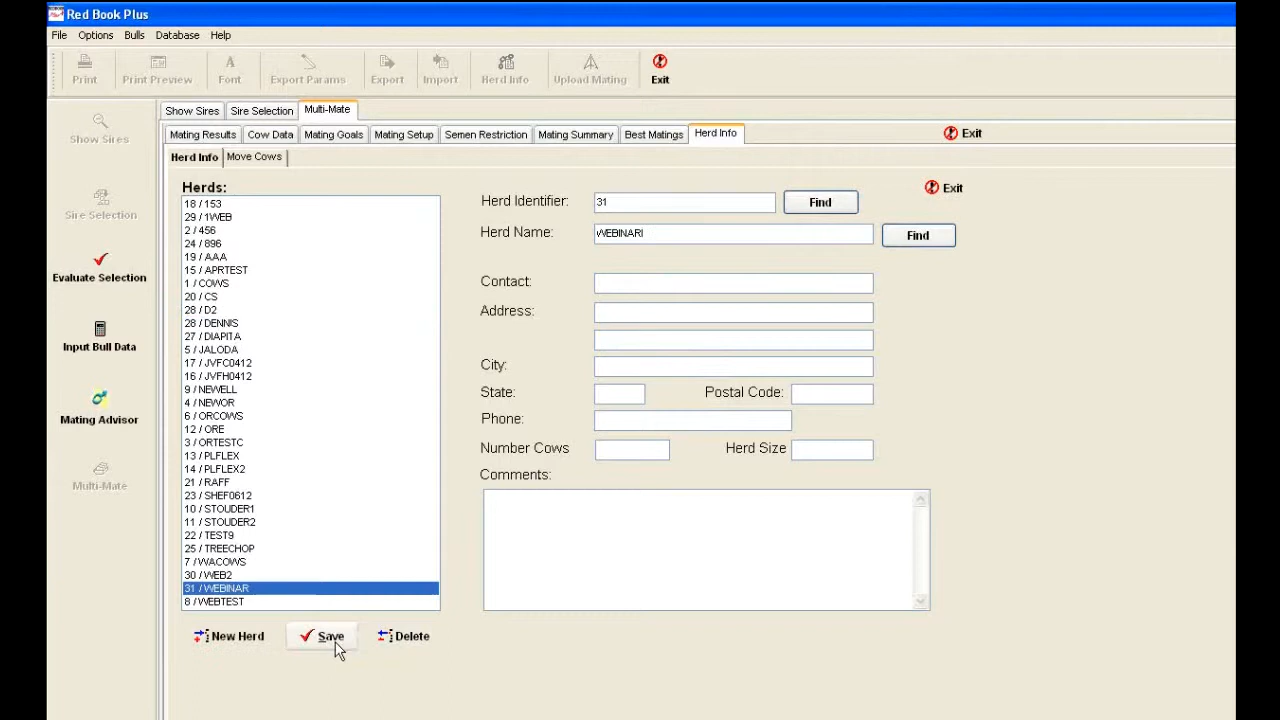 Red Book Plus
File Options Bulls Database Help
Print Print Preview Font Export Params Export Import Herd Info Upload Mating Exit
Show Sires Sire Selection Multi-Mate
Mating Results Cow Data Mating Goals Mating Setup Semen Restriction Mating Summary Best Matings Herd Info Exit
Herd Info Move Cows
Show Sires
Sire Selection
Evaluate Selection
Input Bull Data
Mating Advisor
Multi-Mate
Herds:
18 / 153
29 / 1WEB
2 / 456
24 / 896
19 / AAA
15 / APRTEST
1 / COWS
20 / CS
28 / D2
28 / DENNIS
27 / DIAPITA
5 / JALODA
17 / JVFC0412
16 / JVFH0412
9 / NEWELL
4 / NEWOR
6 / ORCOWS
12 / ORE
3 / ORTESTC
13 / PLFLEX
14 / PLFLEX2
21 / RAFF
23 / SHEF0612
10 / STOUDER1
11 / STOUDER2
22 / TEST9
25 / TREECHOP
7 / WACOWS
30 / WEB2
31 / WEBINAR
8 / WEBTEST
New Herd Save Delete
Exit
Herd Identifier: 31 Find
Herd Name: WEBINARI Find
Contact:
Address:
City:
State: Postal Code:
Phone:
Number Cows Herd Size
Comments: